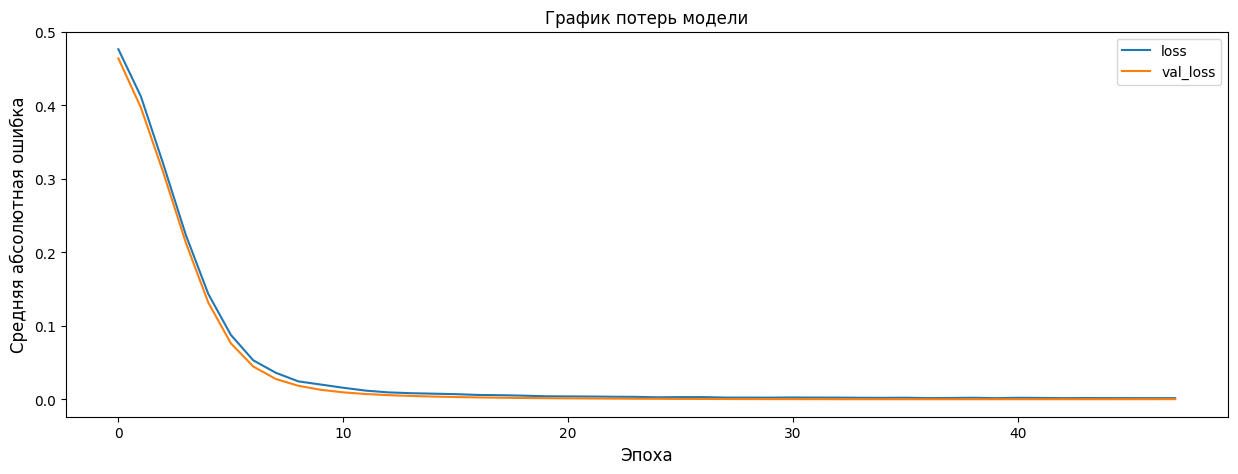 График потерь модели
Средняя абсолютная ошибка
0.5
0.4
0.3
0.2
0.1
0.0
loss
val_loss
0 10 20 30 40
Эпоха